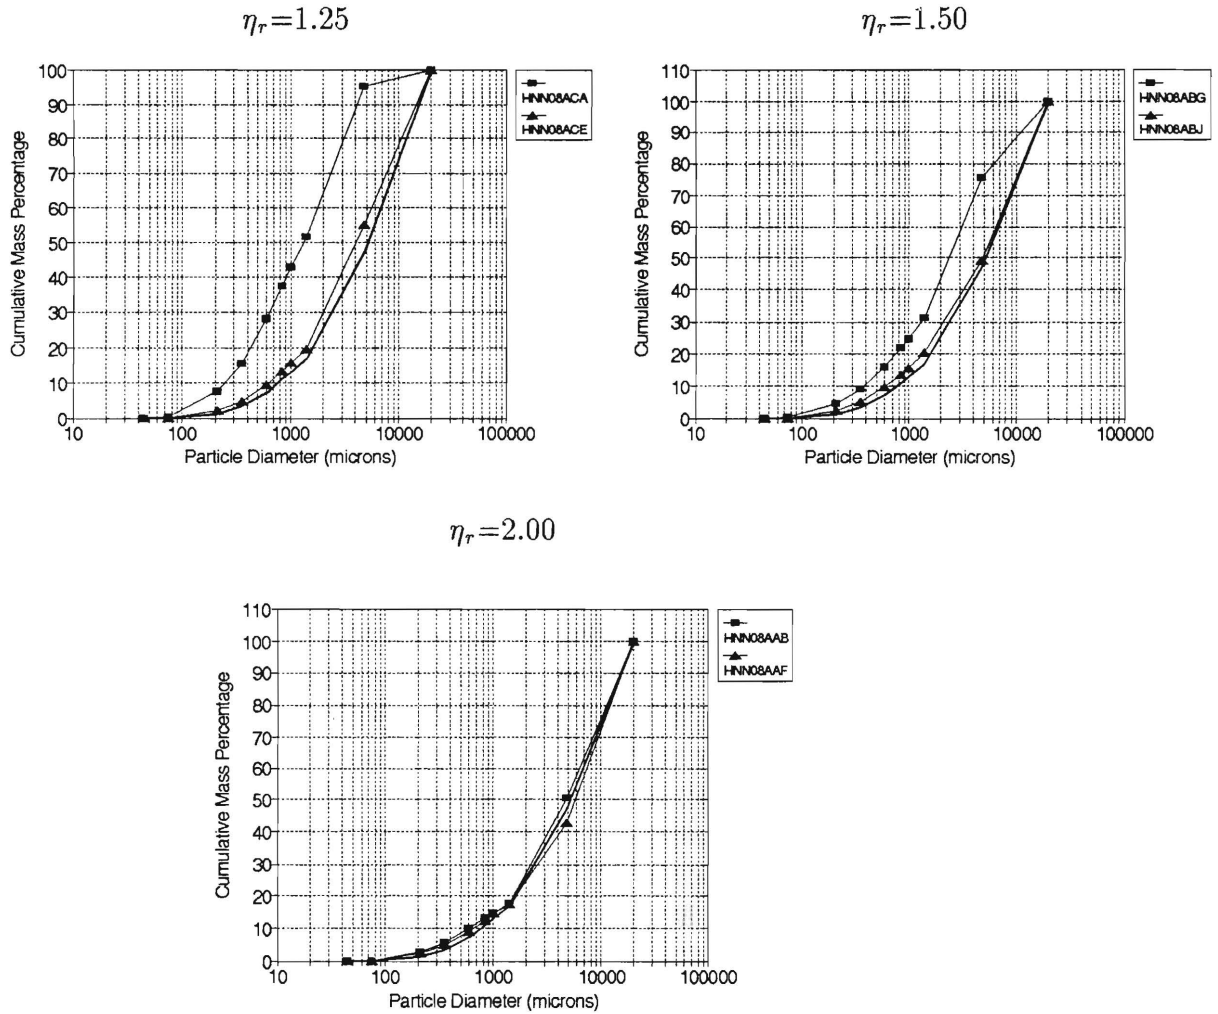 η_r=1.25
100
90
80
70
60
50
40
30
20
10
0
Cumulative Mass Percentage
10 100 1000 10000 100000
Particle Diameter (microns)
HNN08ACA
HNN08ACE
η_r=1.50
110
100
90
80
70
60
50
40
30
20
10
0
Cumulative Mass Percentage
10 100 1000 10000 100000
Particle Diameter (microns)
HNN08ABG
HNN08ABJ
η_r=2.00
110
100
90
80
70
60
50
40
30
20
10
0
Cumulative Mass Percentage
10 100 1000 10000 100000
Particle Diameter (microns)
HNN08AAB
HNN08AAF